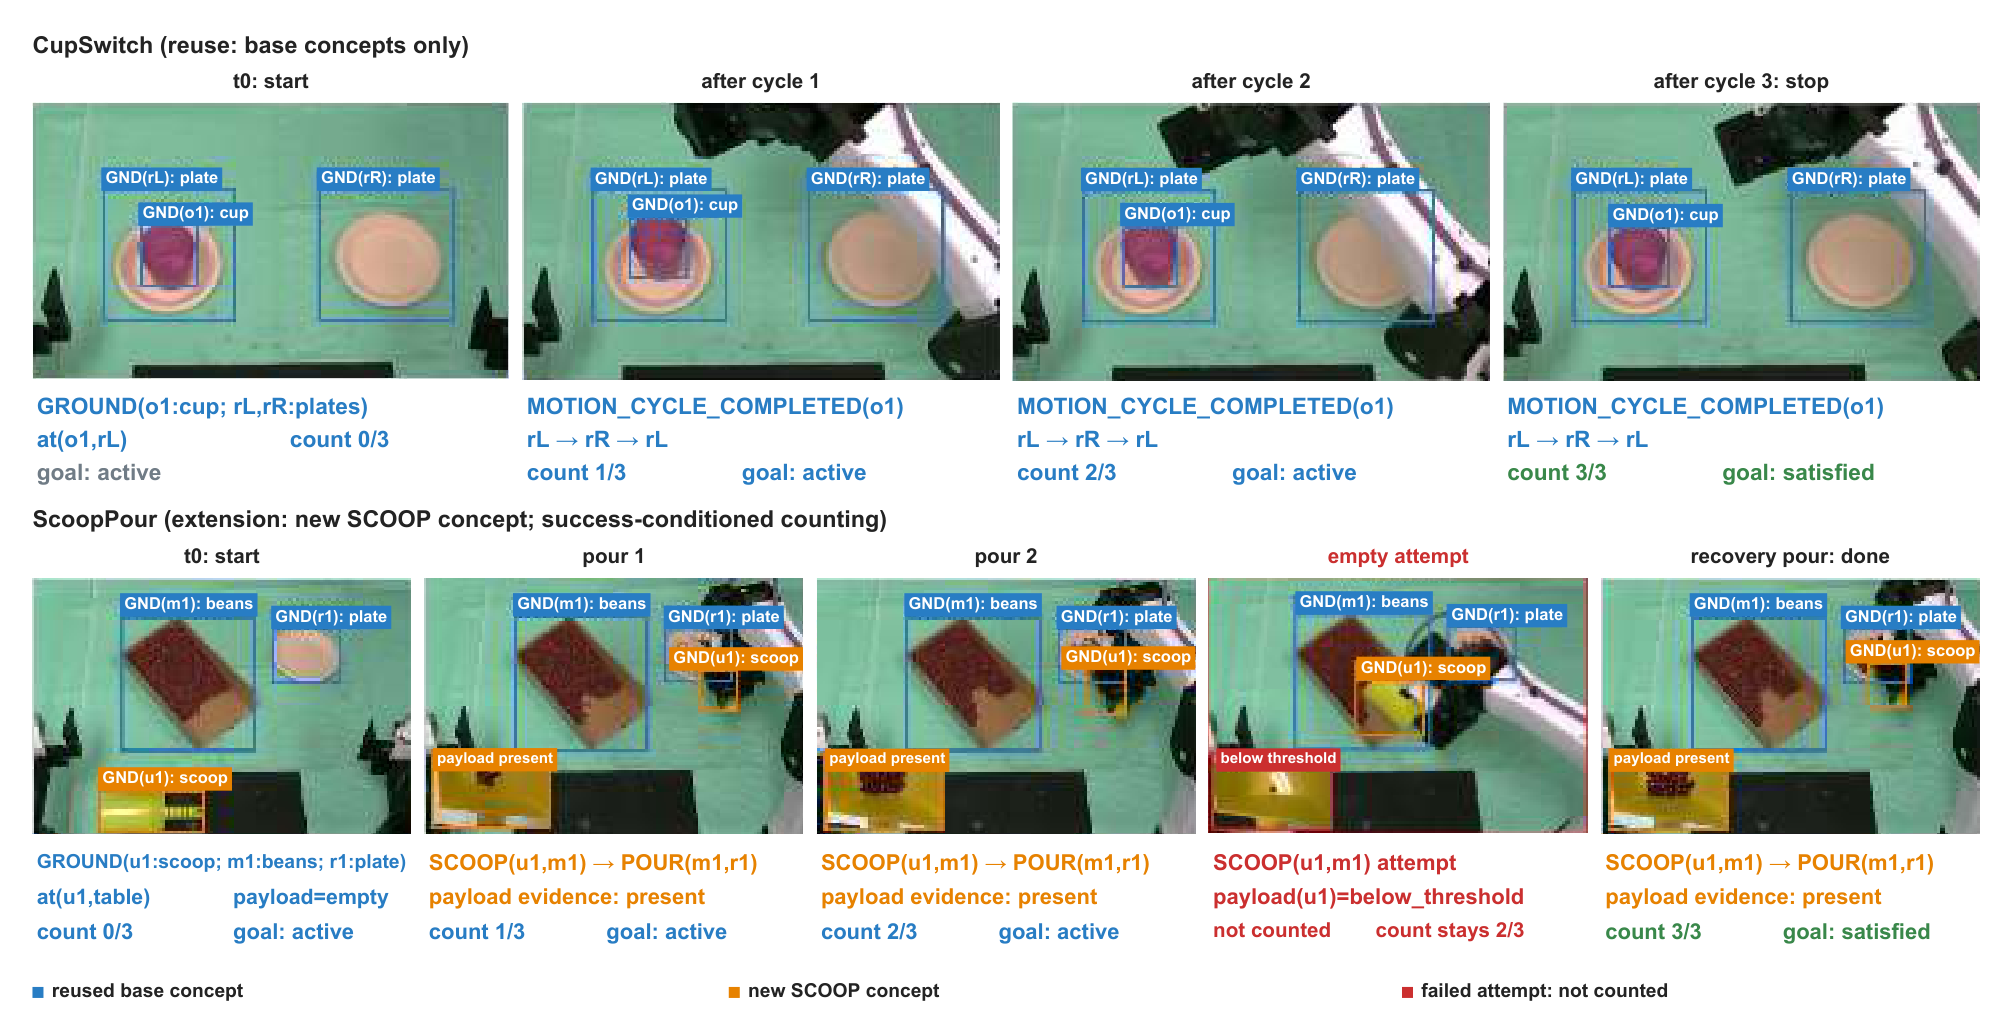 CupSwitch (reuse: base concepts only)
t0: start
after cycle 1
after cycle 2
after cycle 3: stop
GND(rL): plate
GND(rR): plate
GND(o1): cup
GND(rL): plate
GND(rR): plate
GND(o1): cup
GND(rL): plate
GND(rR): plate
GND(o1): cup
GND(rL): plate
GND(rR): plate
GND(o1): cup
GROUND(o1:cup; rL,rR:plates)
at(o1,rL) count 0/3
goal: active
MOTION_CYCLE_COMPLETED(o1)
rL → rR → rL
count 1/3 goal: active
MOTION_CYCLE_COMPLETED(o1)
rL → rR → rL
count 2/3 goal: active
MOTION_CYCLE_COMPLETED(o1)
rL → rR → rL
count 3/3 goal: satisfied
ScoopPour (extension: new SCOOP concept; success-conditioned counting)
t0: start
pour 1
pour 2
empty attempt
recovery pour: done
GND(m1): beans
GND(r1): plate
GND(u1): scoop
GND(m1): beans
GND(r1): plate
GND(u1): scoop
payload present
GND(m1): beans
GND(r1): plate
GND(u1): scoop
payload present
GND(m1): beans
GND(r1): plate
GND(u1): scoop
below threshold
GND(m1): beans
GND(r1): plate
GND(u1): scoop
payload present
GROUND(u1:scoop; m1:beans; r1:plate)
at(u1,table) payload=empty
count 0/3 goal: active
SCOOP(u1,m1) → POUR(m1,r1)
payload evidence: present
count 1/3 goal: active
SCOOP(u1,m1) → POUR(m1,r1)
payload evidence: present
count 2/3 goal: active
SCOOP(u1,m1) attempt
payload(u1)=below_threshold
not counted count stays 2/3
SCOOP(u1,m1) → POUR(m1,r1)
payload evidence: present
count 3/3 goal: satisfied
reused base concept
new SCOOP concept
failed attempt: not counted